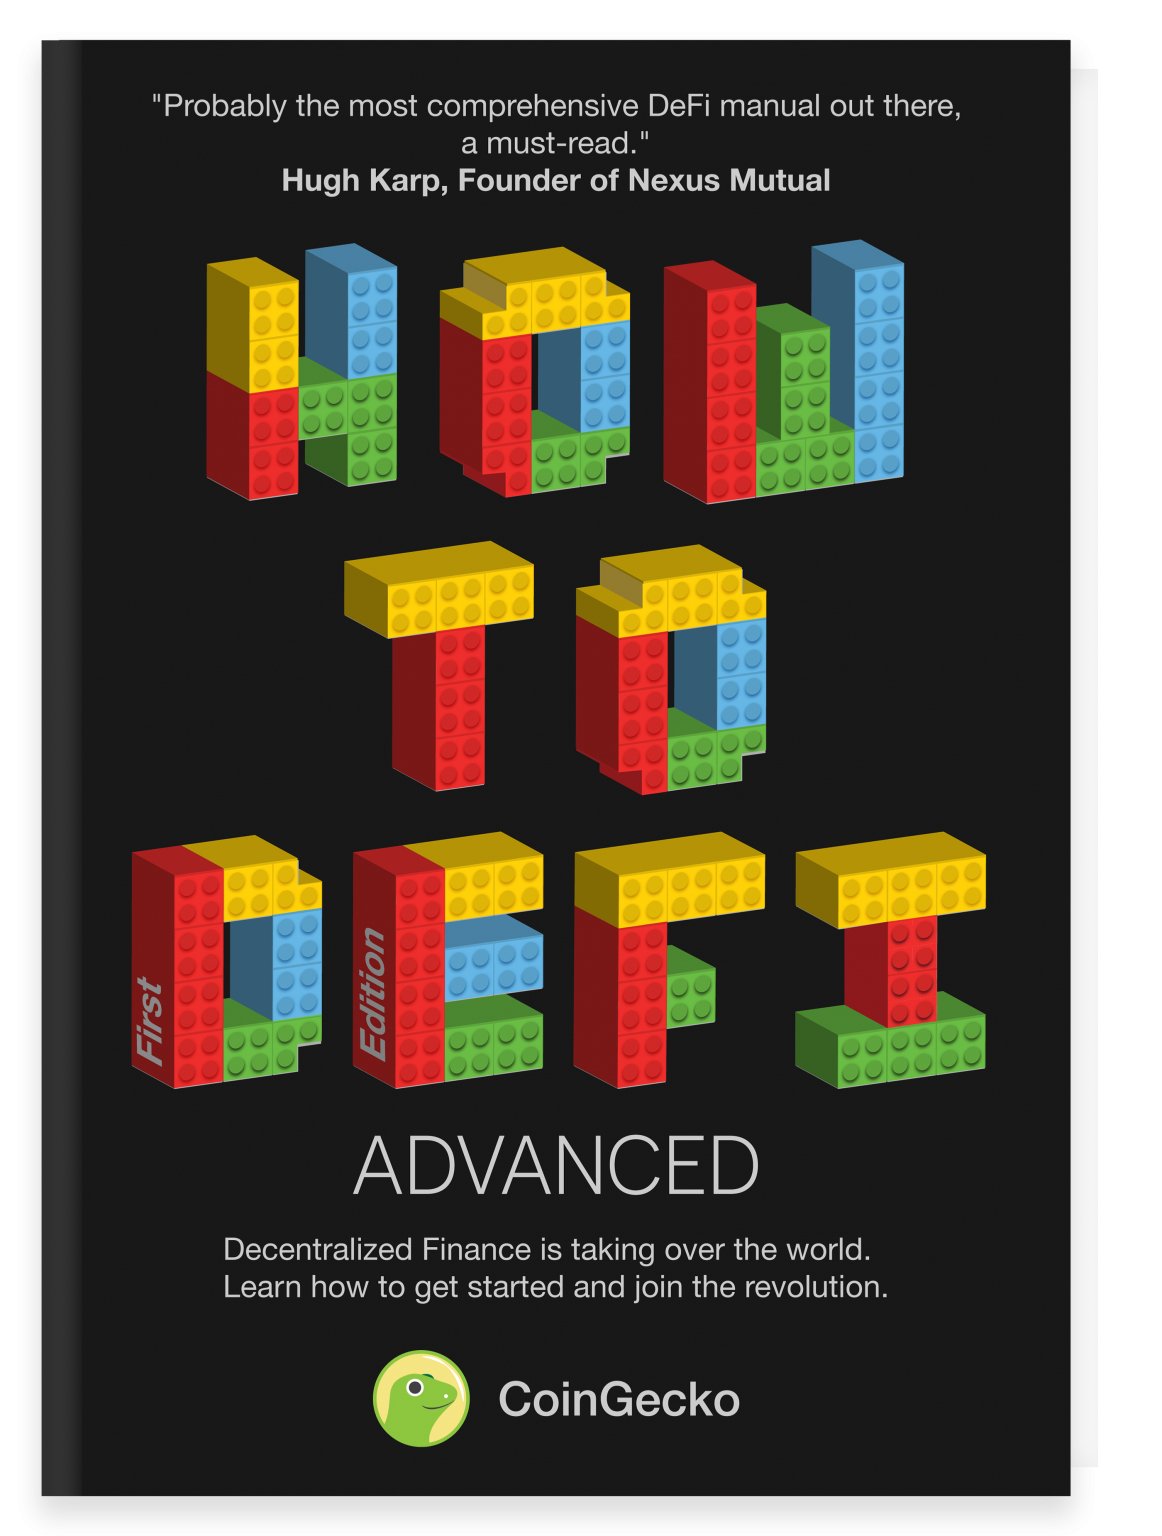 "Probably the most comprehensive DeFi manual out there,
a must-read."
Hugh Karp, Founder of Nexus Mutual
HOW
TO
DEFI
First Edition
ADVANCED
Decentralized Finance is taking over the world.
Learn how to get started and join the revolution.
CoinGecko